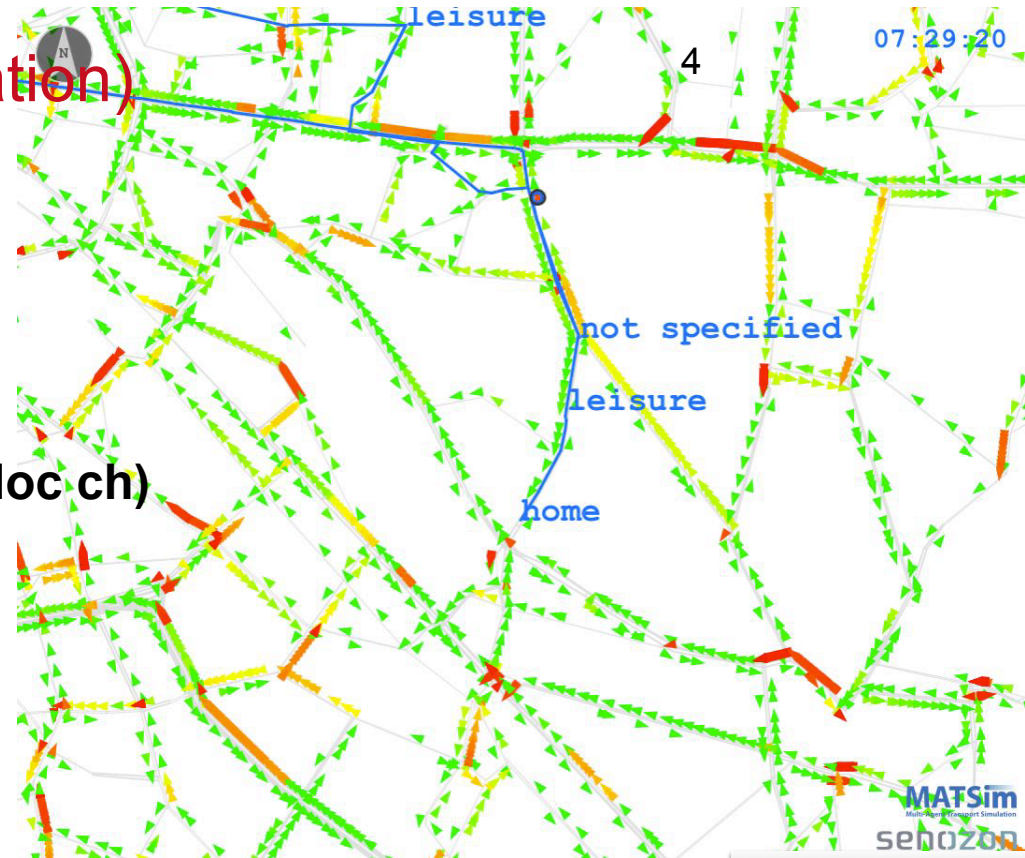 leisure
07:29:20
4
N
ation)
not specified
leisure
loc ch)
home
MATSim
Multi-Agent Transport Simulation
senozon